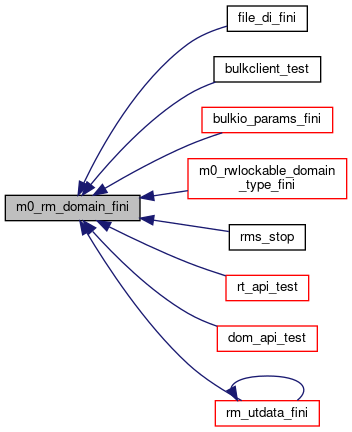 file_di_fini
bulkclient_test
bulkio_params_fini
m0_rwlockable_domain
_type_fini
m0_rm_domain_fini
rms_stop
rt_api_test
dom_api_test
rm_utdata_fini